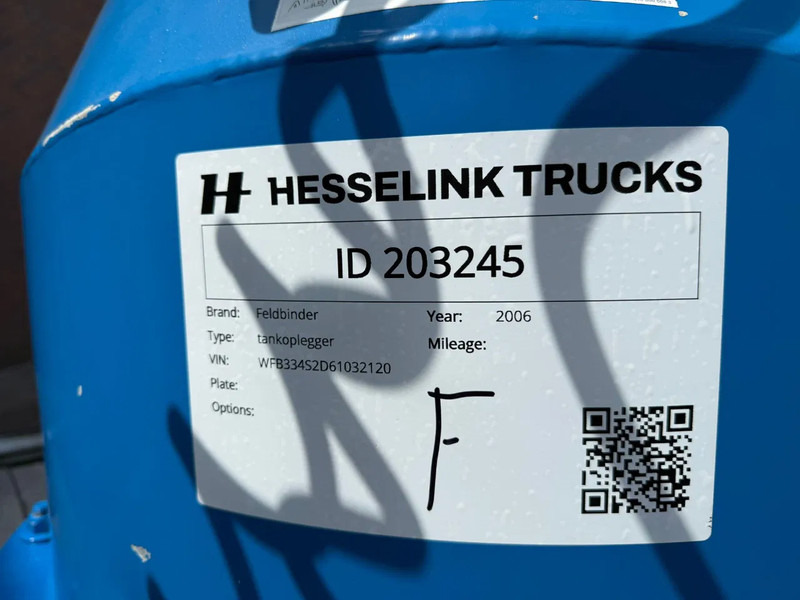 HESSELINK TRUCKS
ID 203245
Brand: Feldbinder
Type: tankoplegger
VIN: WFB334S2D61032120
Plate:
Options:
Year: 2006
Mileage:
F